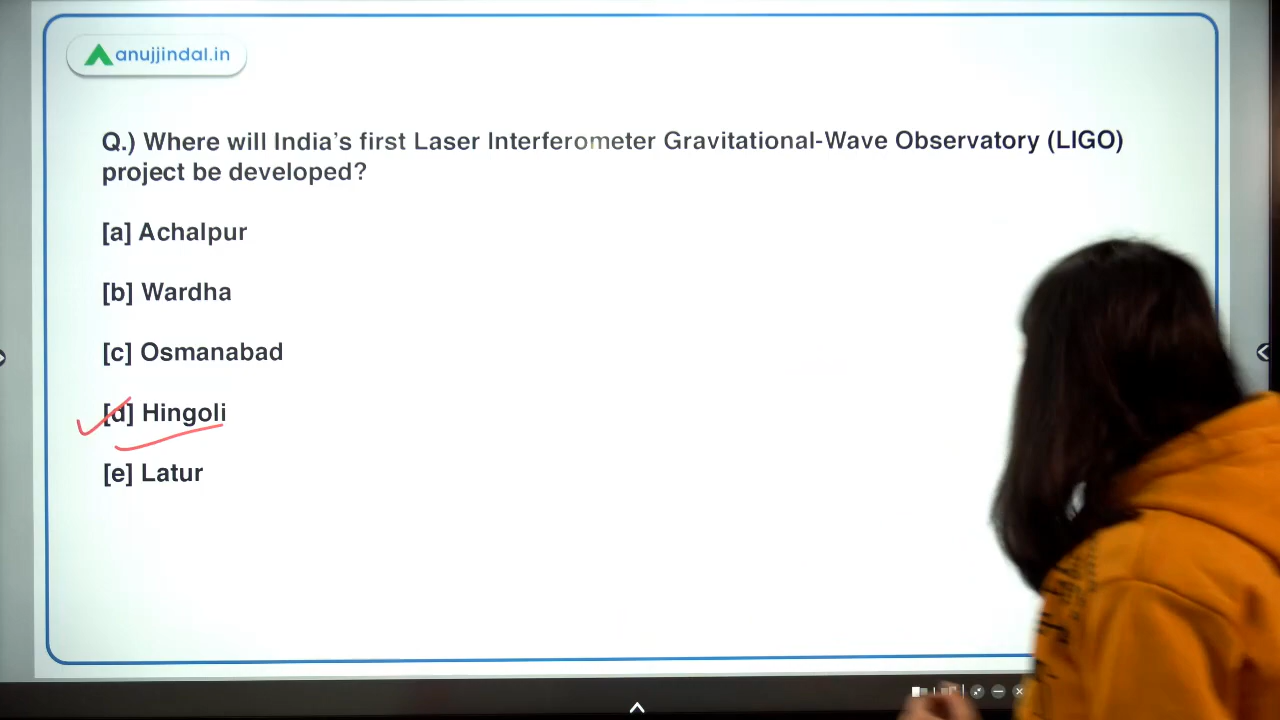 anujjindal.in
Q.) Where will India’s first Laser Interferometer Gravitational-Wave Observatory (LIGO)
project be developed?
[a] Achalpur
[b] Wardha
[c] Osmanabad
[d] Hingoli
[e] Latur